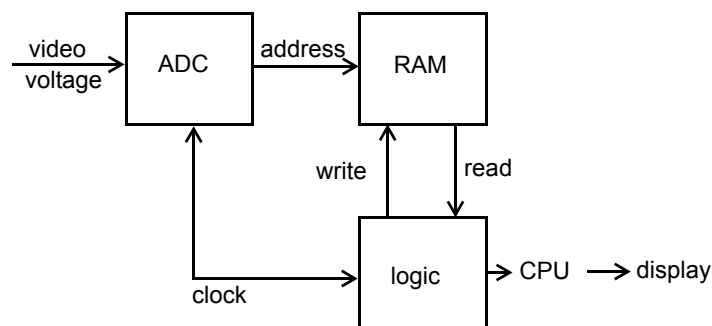 video
voltage
ADC
address
RAM
write
read
clock
logic
CPU
display